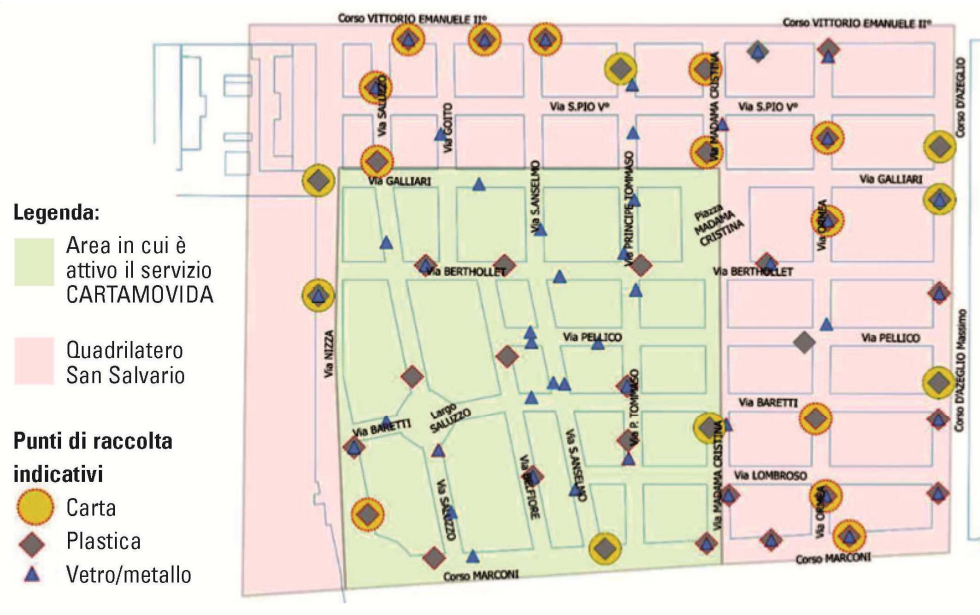 Corso VITTORIO EMANUELE II°
Corso VITTORIO EMANUELE II°
Via SALUZZO
Via GOITO
Via S.PIO V°
Via MADAMA CRISTINA
Via S.PIO V°
Corso D'AZEGLIO
Via GALLIARI
Via S.ANSELMO
Via PRINCIPE TOMMASO
Piazza
MADAMA
CRISTINA
Via ORMEA
Via GALLIARI
Via BERTHOLLET
Via BERTHOLLET
Via NIZZA
Via PELLICO
Via PELLICO
Corso D'AZEGLIO Massimo
Via P. TOMMASO
Via BARETTI
Largo
SALUZZO
Via BARETTI
Via SALUZZO
Via BELFIORE
Via S.ANSELMO
Via MADAMA CRISTINA
Via LOMBROSO
Via ORMEA
Corso MARCONI
Corso MARCONI
Legenda:
Area in cui è
attivo il servizio
CARTAMOVIDA
Quadrilatero
San Salvario
Punti di raccolta
indicativi
Carta
Plastica
Vetro/metallo